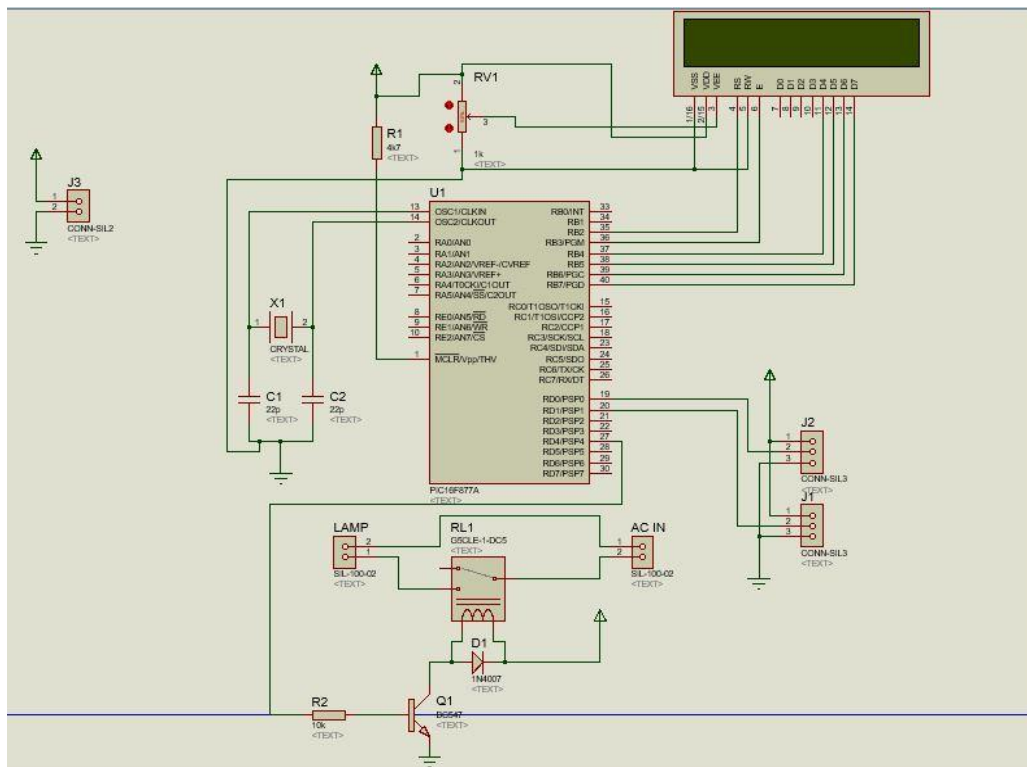 VSS VDD VEE RS RW E D0 D1 D2 D3 D4 D5 D6 D7
1/16 2/15 3 4 5 6 7 8 9 10 11 12 13 14
RV1
2
3
1
1k
<TEXT>
R1
4k7
<TEXT>
J3
1
2
CONN-SIL2
<TEXT>
U1
13 OSC1/CLKIN
14 OSC2/CLKOUT
2 RA0/AN0
3 RA1/AN1
4 RA2/AN2/VREF-/CVREF
5 RA3/AN3/VREF+
6 RA4/T0CKI/C1OUT
7 RA5/AN4/SS/C2OUT
8 RE0/AN5/RD
9 RE1/AN6/WR
10 RE2/AN7/CS
1 MCLR/Vpp/THV
RB0/INT 33
RB1 34
RB2 35
RB3/PGM 36
RB4 37
RB5 38
RB6/PGC 39
RB7/PGD 40
RC0/T1OSO/T1CKI 15
RC1/T1OSI/CCP2 16
RC2/CCP1 17
RC3/SCK/SCL 18
RC4/SDI/SDA 23
RC5/SDO 24
RC6/TX/CK 25
RC7/RX/DT 26
RD0/PSP0 19
RD1/PSP1 20
RD2/PSP2 21
RD3/PSP3 22
RD4/PSP4 27
RD5/PSP5 28
RD6/PSP6 29
RD7/PSP7 30
PIC16F877A
<TEXT>
X1
1 2
CRYSTAL
<TEXT>
C1
22p
<TEXT>
C2
22p
<TEXT>
J2
1
2
3
CONN-SIL3
<TEXT>
J1
1
2
3
CONN-SIL3
<TEXT>
LAMP
2
1
SIL-100-02
<TEXT>
RL1
G5CLE-1-DC5
<TEXT>
AC IN
1
2
SIL-100-02
<TEXT>
D1
1N4007
<TEXT>
R2
10k
<TEXT>
Q1
BC547
<TEXT>